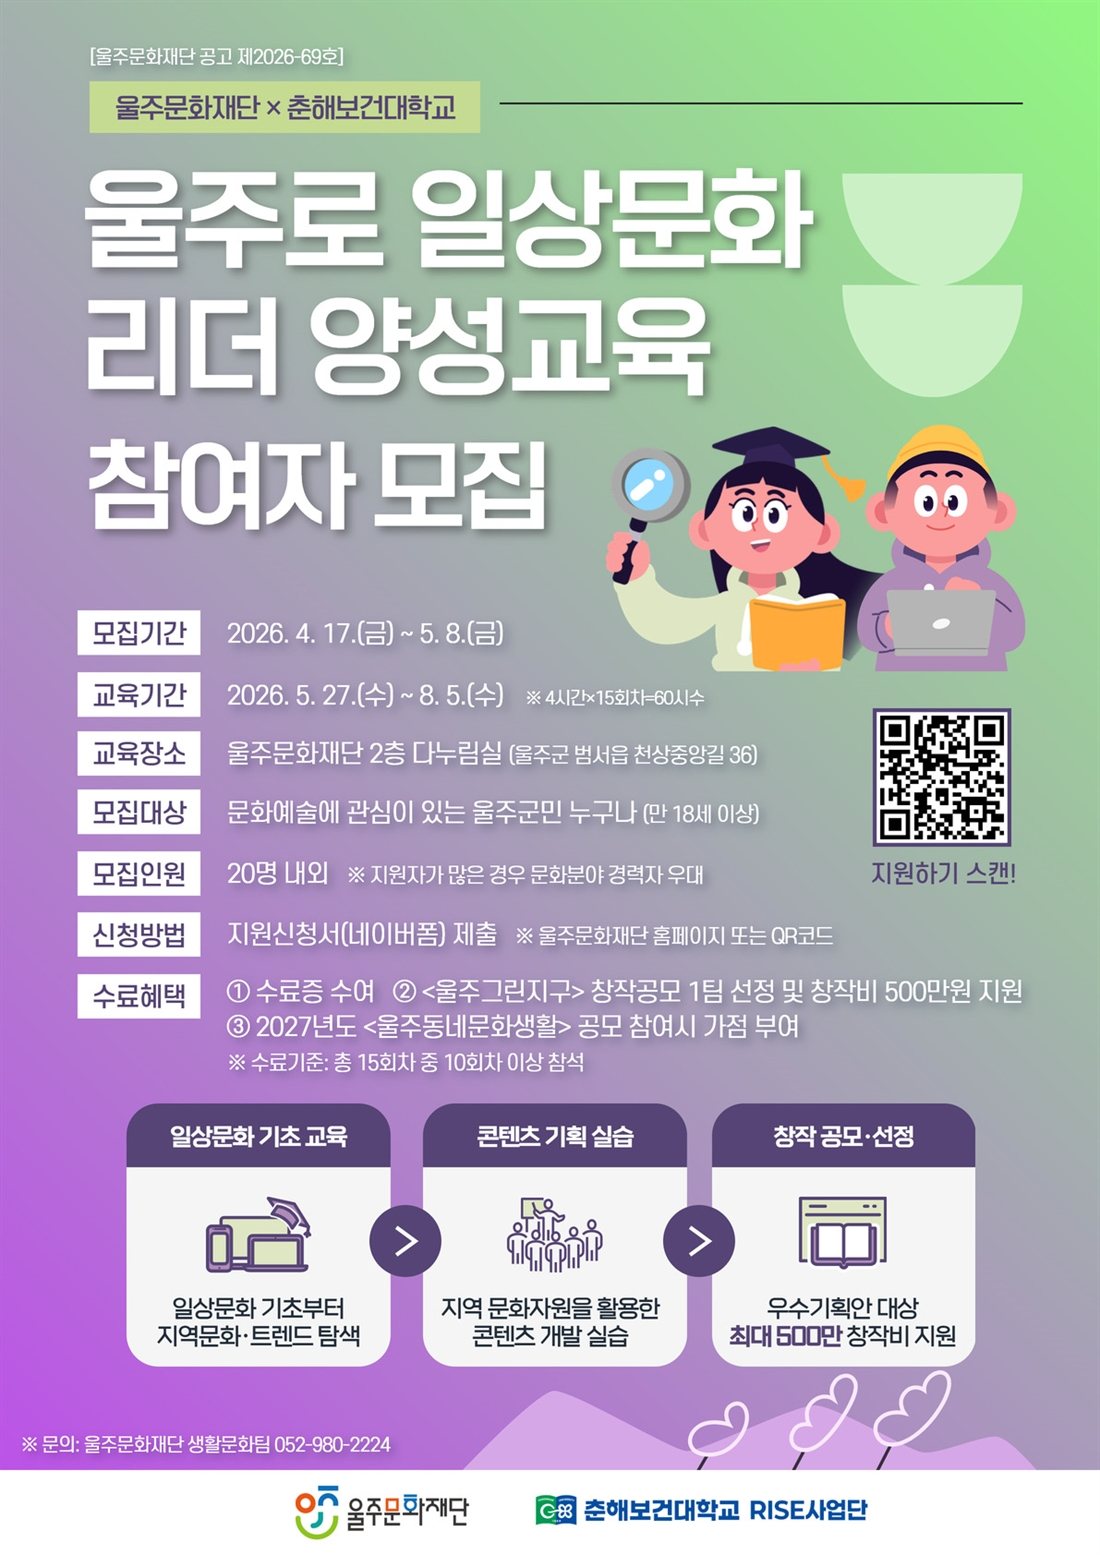 [울주문화재단 공고 제2026-69호]
울주문화재단 × 춘해보건대학교
울주로 일상문화
리더 양성교육
참여자 모집
모집기간 2026. 4. 17.(금) ~ 5. 8.(금)
교육기간 2026. 5. 27.(수) ~ 8. 5.(수) ※ 4시간×15회차=60시수
교육장소 울주문화재단 2층 다누림실 (울주군 범서읍 천상중앙길 36)
모집대상 문화예술에 관심이 있는 울주군민 누구나 (만 18세 이상)
모집인원 20명 내외 ※ 지원자가 많은 경우 문화분야 경력자 우대
지원하기 스캔!
신청방법 지원신청서(네이버폼) 제출 ※ 울주문화재단 홈페이지 또는 QR코드
수료혜택 ① 수료증 수여 ② <울주그린지구> 창작공모 1팀 선정 및 창작비 500만원 지원
③ 2027년도 <울주동네문화생활> 공모 참여시 가점 부여
※ 수료기준: 총 15회차 중 10회차 이상 참석
일상문화 기초 교육
일상문화 기초부터
지역문화·트렌드 탐색
콘텐츠 기획 실습
지역 문화자원을 활용한
콘텐츠 개발 실습
창작 공모·선정
우수기획안 대상
최대 500만 창작비 지원
※ 문의: 울주문화재단 생활문화팀 052-980-2224
울주문화재단
춘해보건대학교 RISE사업단